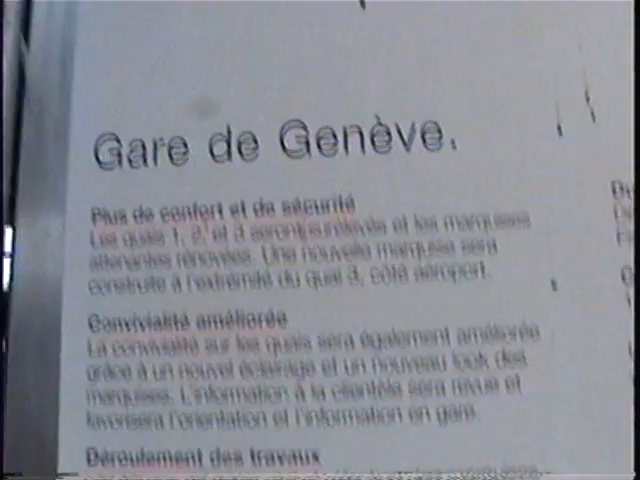 Gare de Genève.
Plus de confort et de sécurité
Les quais 1, 2, et 3 seront surélevés et les marquises
attenantes rénovées. Une nouvelle marquise sera
construite à l'extrémité du quai 3, côté aéroport.
Convivialité améliorée
La convivialité sur les quais sera également améliorée
grâce à un nouvel éclairage et un nouveau look des
marquises. L'information à la clientèle sera revue et
favorisera l'orientation et l'information en gare.
Déroulement des travaux